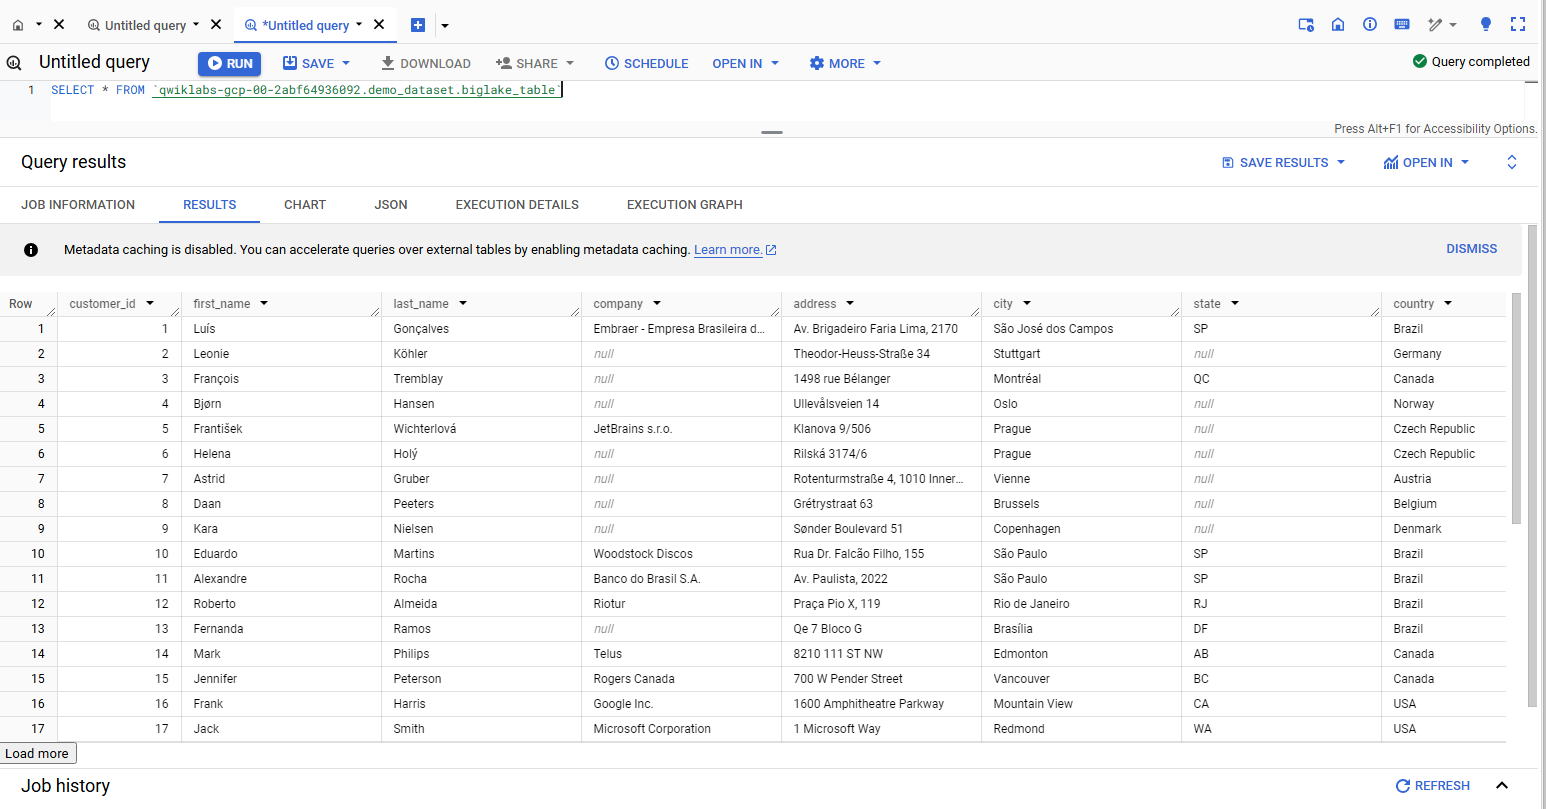 Untitled query *Untitled query
Untitled query RUN SAVE DOWNLOAD SHARE SCHEDULE OPEN IN MORE Query completed
1 SELECT * FROM `qwiklabs-gcp-00-2abf64936092.demo_dataset.biglake_table`
Press Alt+F1 for Accessibility Options.
Query results SAVE RESULTS OPEN IN
JOB INFORMATION RESULTS CHART JSON EXECUTION DETAILS EXECUTION GRAPH
Metadata caching is disabled. You can accelerate queries over external tables by enabling metadata caching. Learn more. DISMISS
Row customer_id first_name last_name company address city state country
1 1 Luís Gonçalves Embraer - Empresa Brasileira d... Av. Brigadeiro Faria Lima, 2170 São José dos Campos SP Brazil
2 2 Leonie Köhler null Theodor-Heuss-Straße 34 Stuttgart null Germany
3 3 François Tremblay null 1498 rue Bélanger Montréal QC Canada
4 4 Bjørn Hansen null Ullevålsveien 14 Oslo null Norway
5 5 František Wichterlová JetBrains s.r.o. Klanova 9/506 Prague null Czech Republic
6 6 Helena Holý null Rilská 3174/6 Prague null Czech Republic
7 7 Astrid Gruber null Rotenturmstraße 4, 1010 Inner... Vienne null Austria
8 8 Daan Peeters null Grétrystraat 63 Brussels null Belgium
9 9 Kara Nielsen null Sønder Boulevard 51 Copenhagen null Denmark
10 10 Eduardo Martins Woodstock Discos Rua Dr. Falcão Filho, 155 São Paulo SP Brazil
11 11 Alexandre Rocha Banco do Brasil S.A. Av. Paulista, 2022 São Paulo SP Brazil
12 12 Roberto Almeida Riotur Praça Pio X, 119 Rio de Janeiro RJ Brazil
13 13 Fernanda Ramos null Qe 7 Bloco G Brasília DF Brazil
14 14 Mark Philips Telus 8210 111 ST NW Edmonton AB Canada
15 15 Jennifer Peterson Rogers Canada 700 W Pender Street Vancouver BC Canada
16 16 Frank Harris Google Inc. 1600 Amphitheatre Parkway Mountain View CA USA
17 17 Jack Smith Microsoft Corporation 1 Microsoft Way Redmond WA USA
Load more
Job history REFRESH